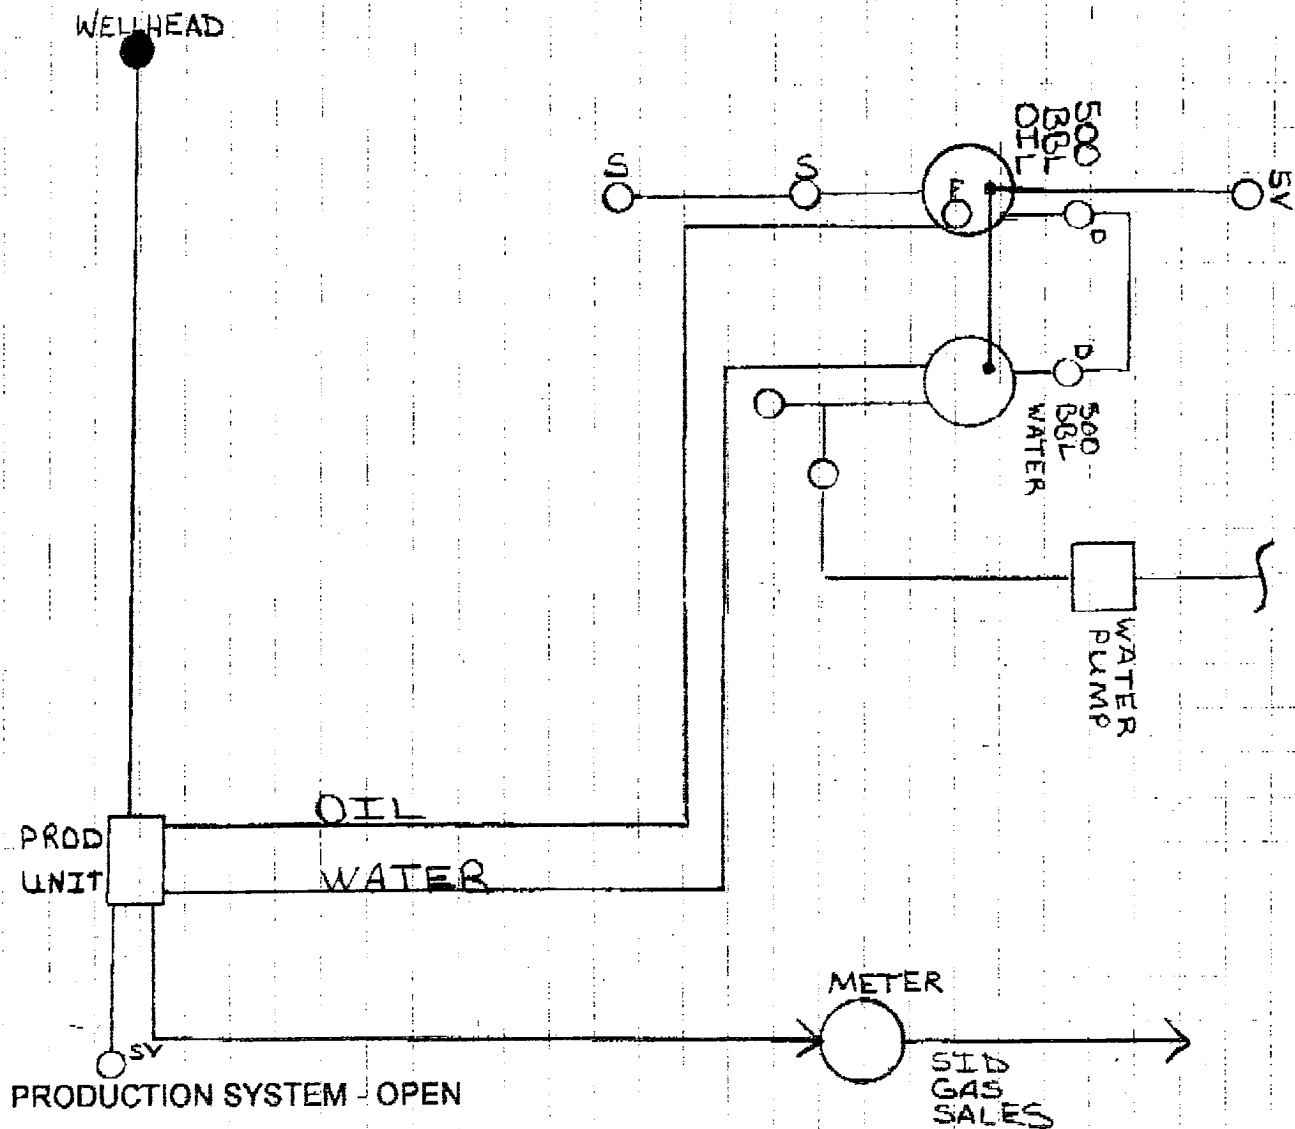 WELLHEAD
500
BBL
OIL
S
S
E
SV
D
D
500
BBL
WATER
WATER
PUMP
OIL
PROD
UNIT
WATER
METER
SV
SID
GAS
SALES
PRODUCTION SYSTEM - OPEN